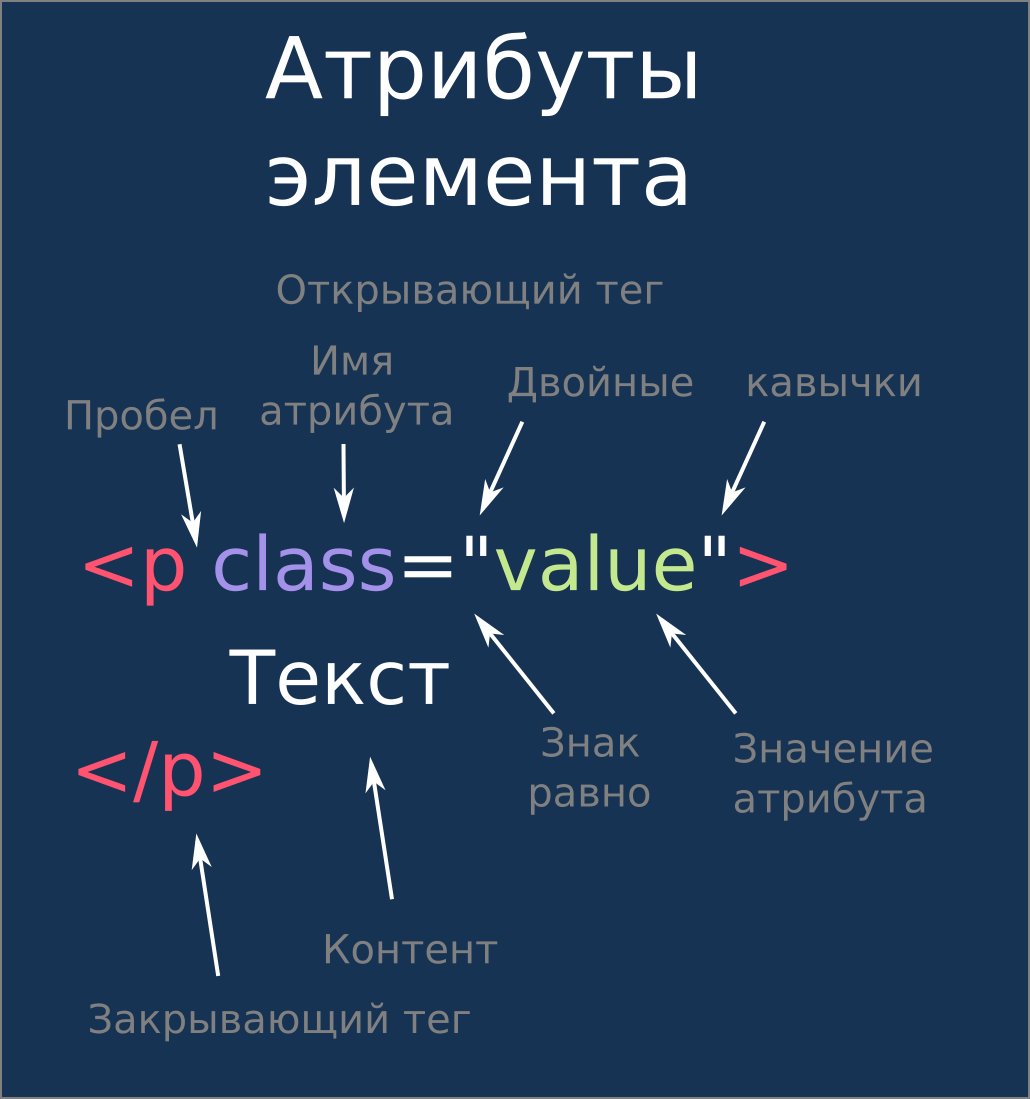 Атрибуты
элемента
Открывающий тег
Имя
атрибута
Пробел
Двойные кавычки
<p class="value">
Текст
</p>
Знак
равно
Значение
атрибута
Контент
Закрывающий тег